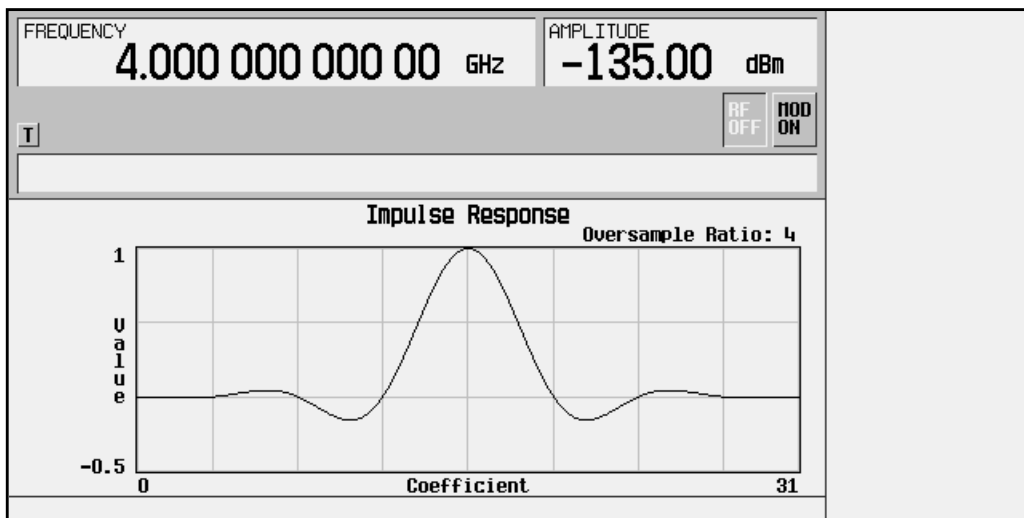 FREQUENCY
4.000 000 000 00 GHz
AMPLITUDE
-135.00 dBm
RF
OFF
MOD
ON
T
Impulse Response
Oversample Ratio: 4
1
Value
-0.5
0
Coefficient
31